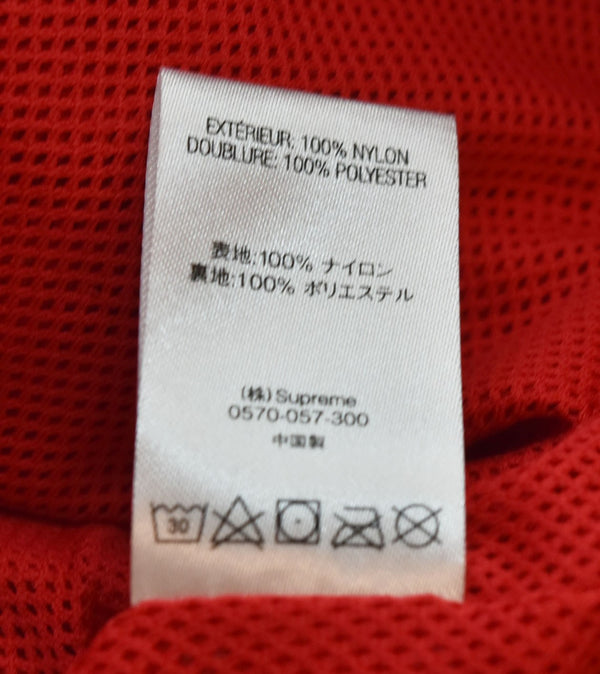 EXTÉRIEUR: 100% NYLON
DOUBLURE: 100% POLYESTER
表地:100% ナイロン
裏地:100% ポリエステル
(株)Supreme
0570-057-300
中国製
30